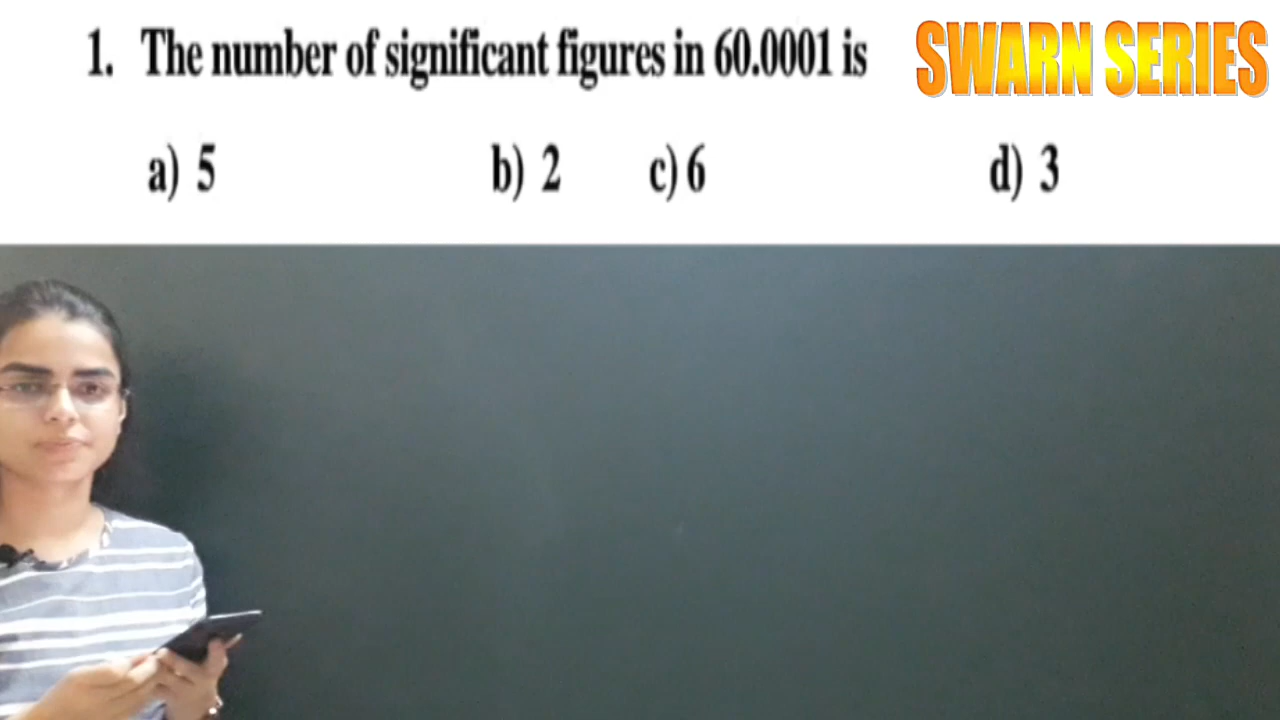 1. The number of significant figures in 60.0001 is
SWARN SERIES
a) 5 b) 2 c) 6 d) 3